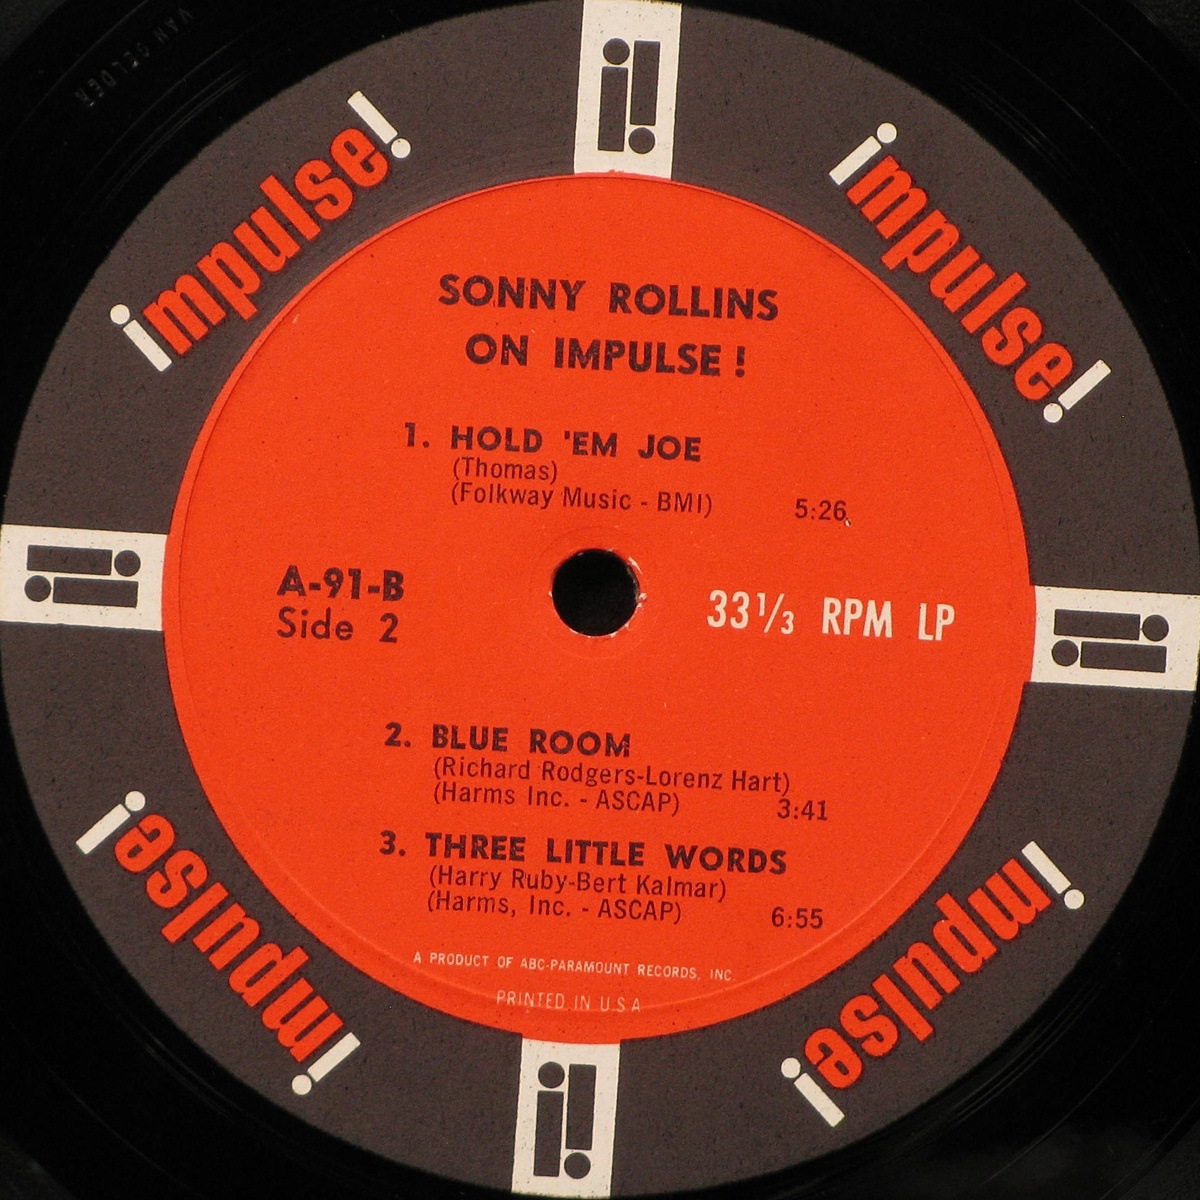 VAN GELDER
impulse!
impulse!
SONNY ROLLINS
ON IMPULSE!
1. HOLD 'EM JOE
(Thomas)
(Folkway Music - BMI) 5:26
A-91-B
Side 2
33 1/3 RPM LP
2. BLUE ROOM
(Richard Rodgers-Lorenz Hart)
(Harms Inc. - ASCAP) 3:41
3. THREE LITTLE WORDS
(Harry Ruby-Bert Kalmar)
(Harms, Inc. - ASCAP) 6:55
A PRODUCT OF ABC-PARAMOUNT RECORDS, INC.
PRINTED IN U.S.A
impulse!
impulse!